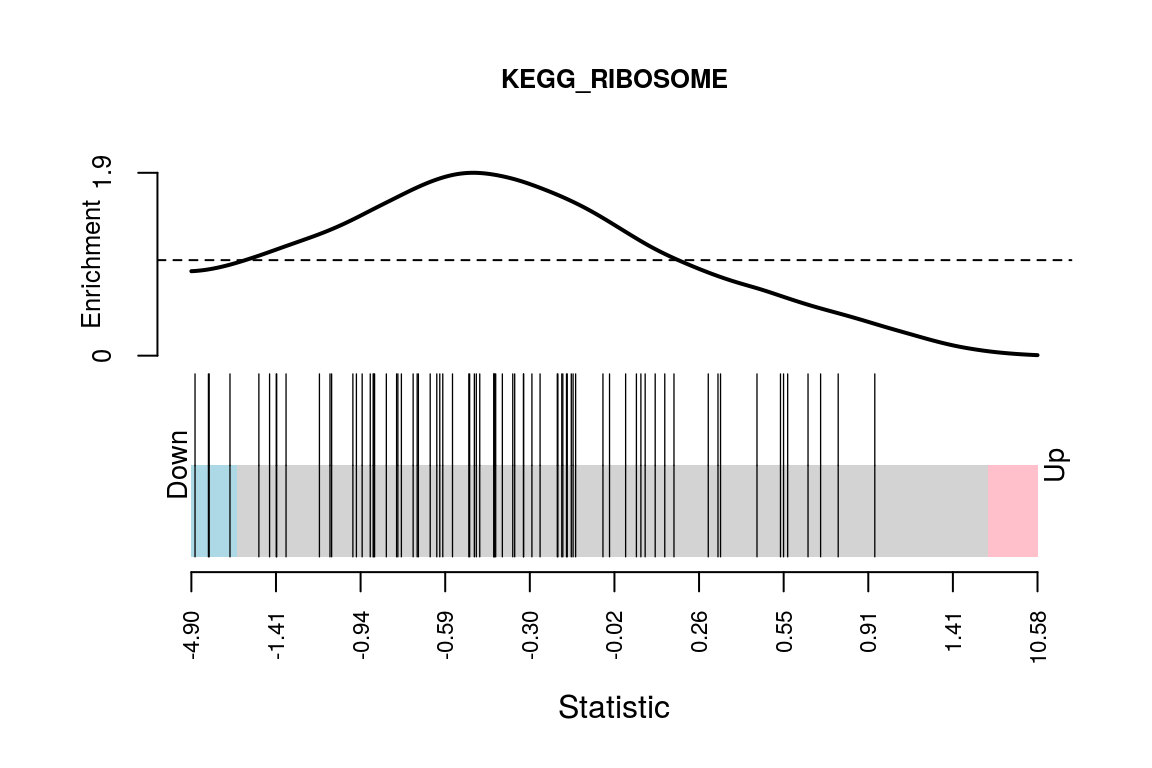 KEGG_RIBOSOME
1.9
Enrichment
0
Down
Up
-4.90 -1.41 -0.94 -0.59 -0.30 -0.02 0.26 0.55 0.91 1.41 10.58
Statistic